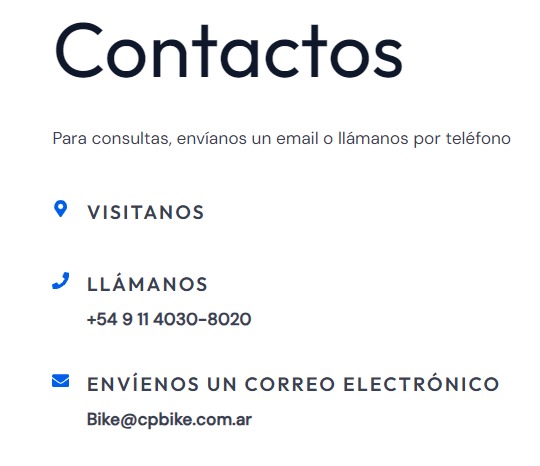 Contactos
Para consultas, envíanos un email o llámanos por teléfono
VISITANOS
LLÁMANOS
+54 9 11 4030-8020
ENVÍENOS UN CORREO ELECTRÓNICO
Bike@cpbike.com.ar